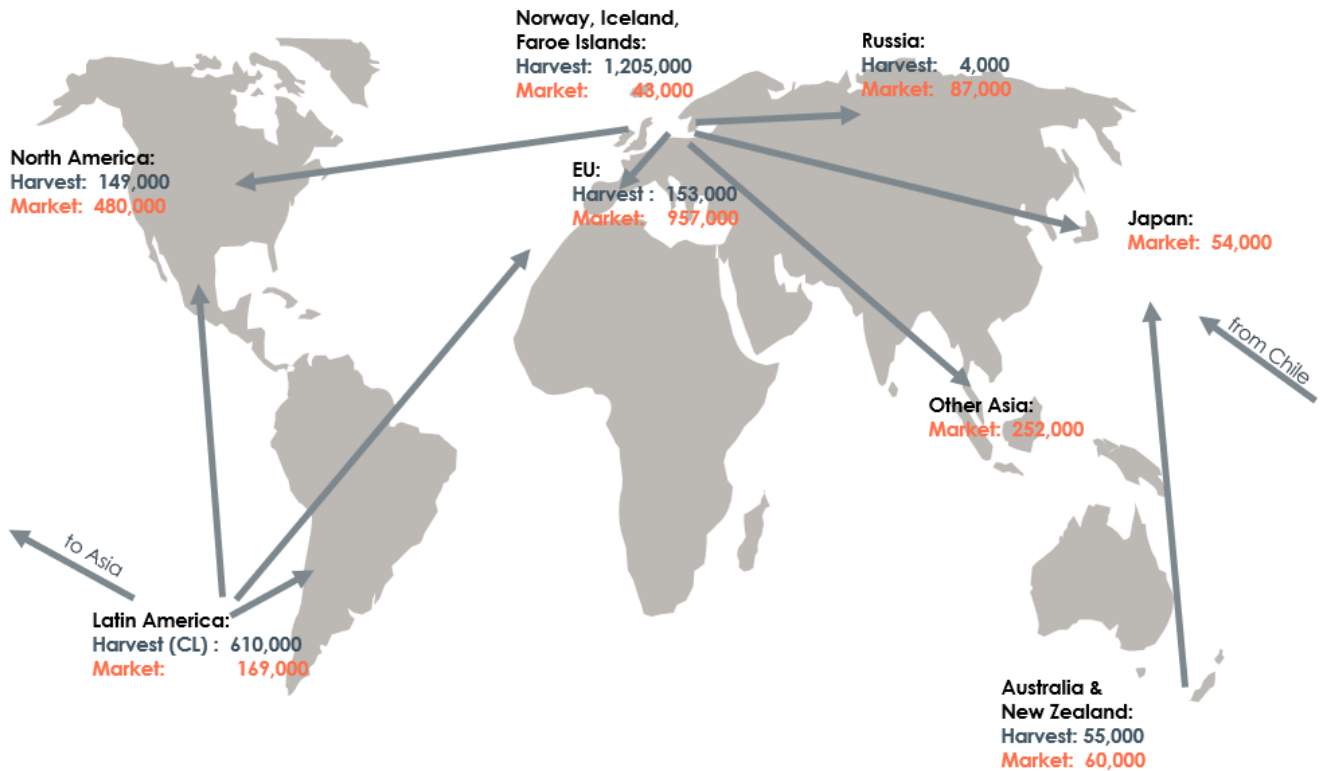 Norway, Iceland,
Faroe Islands:
Harvest: 1,205,000
Market: 43,000
Russia:
Harvest: 4,000
Market: 87,000
North America:
Harvest: 149,000
Market: 480,000
EU:
Harvest : 153,000
Market: 957,000
Japan:
Market: 54,000
from Chile
Other Asia:
Market: 252,000
to Asia
Latin America:
Harvest (CL) : 610,000
Market: 169,000
Australia &
New Zealand:
Harvest: 55,000
Market: 60,000